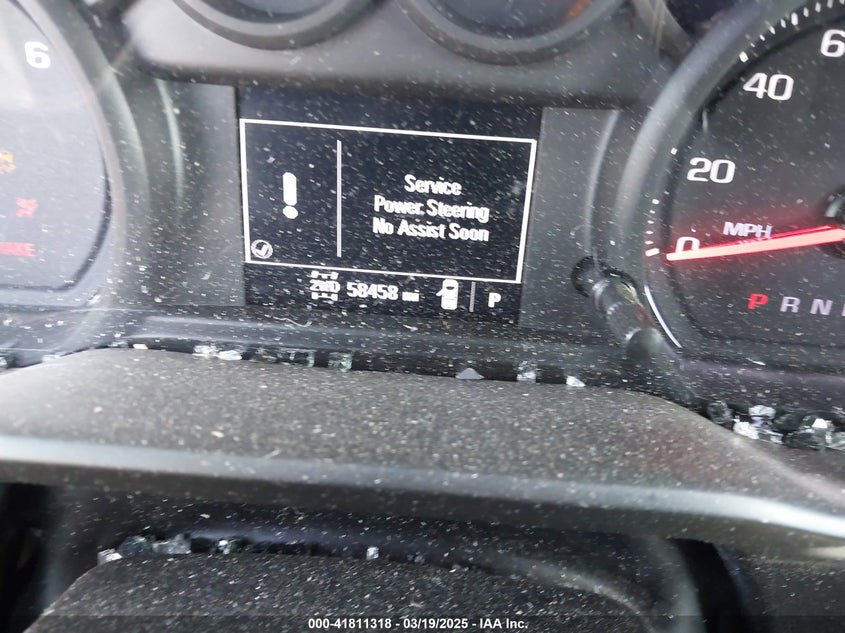 6
40
20
0
MPH
Service
Power Steering
No Assist Soon
2WD 58458 mi P
P R N
000-41811318 - 03/19/2025 - IAA Inc.